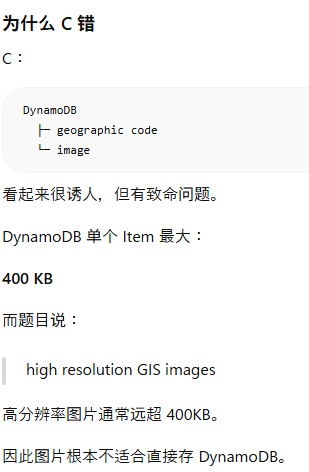 为什么 C 错
C：
DynamoDB
├─ geographic code
└─ image
看起来很诱人，但有致命问题。
DynamoDB 单个 Item 最大：
400 KB
而题目说：
high resolution GIS images
高分辨率图片通常远超 400KB。
因此图片根本不适合直接存 DynamoDB。